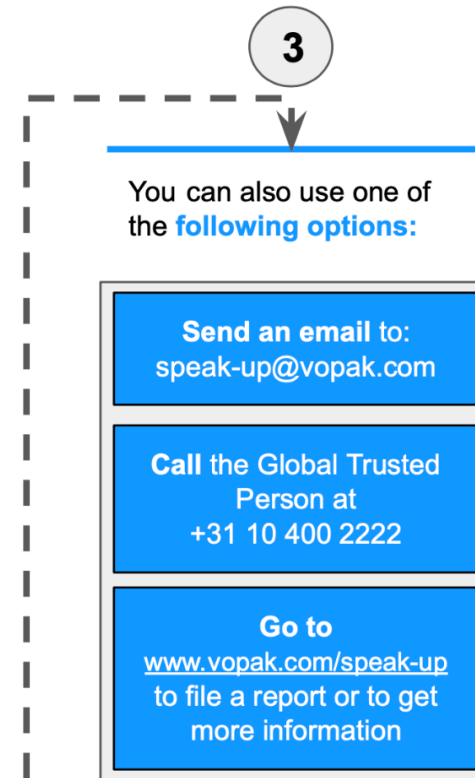 3
You can also use one of
the following options:
Send an email to:
speak-up@vopak.com
Call the Global Trusted
Person at
+31 10 400 2222
Go to
www.vopak.com/speak-up
to file a report or to get
more information